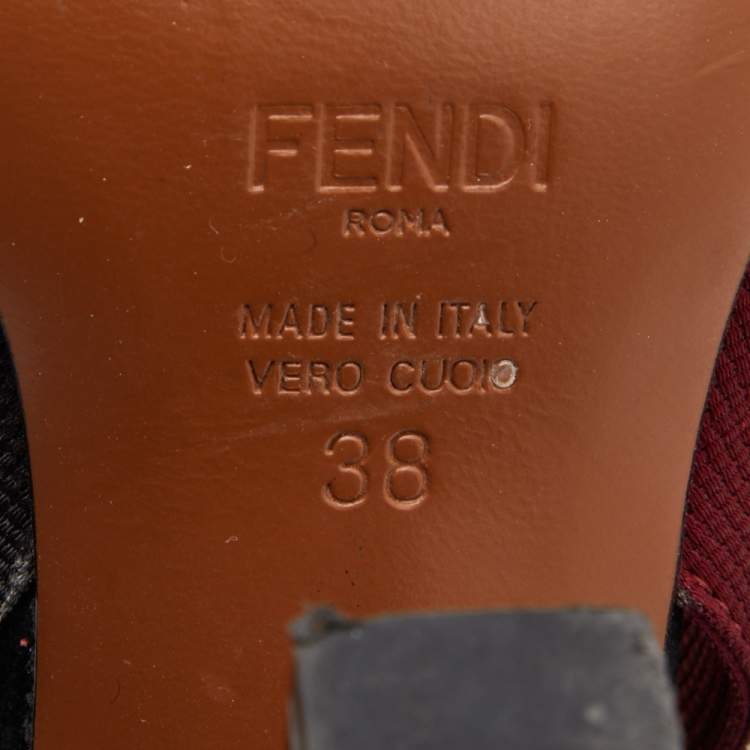 FENDI
ROMA
MADE IN ITALY
VERO CUOIO
38